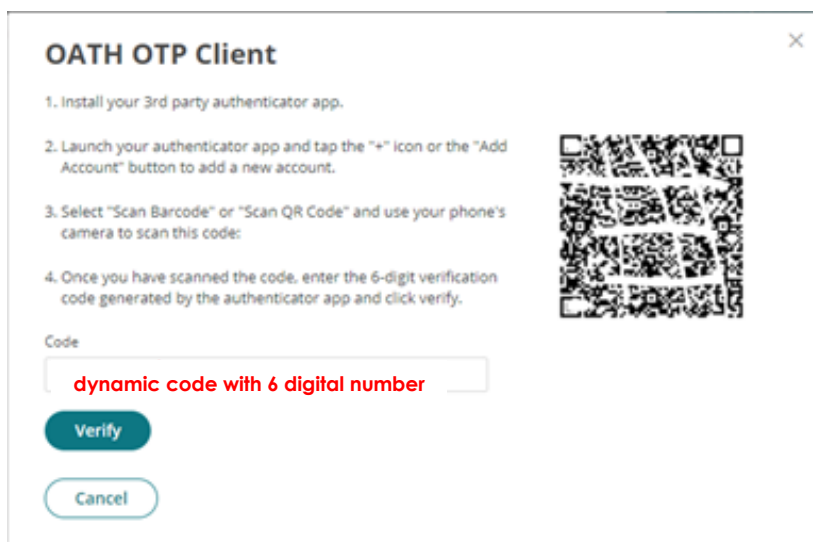 OATH OTP Client
1. Install your 3rd party authenticator app.
2. Launch your authenticator app and tap the "+" icon or the "Add
Account" button to add a new account.
3. Select "Scan Barcode" or "Scan QR Code" and use your phone's
camera to scan this code:
4. Once you have scanned the code, enter the 6-digit verification
code generated by the authenticator app and click verify.
Code
dynamic code with 6 digital number
Verify
Cancel